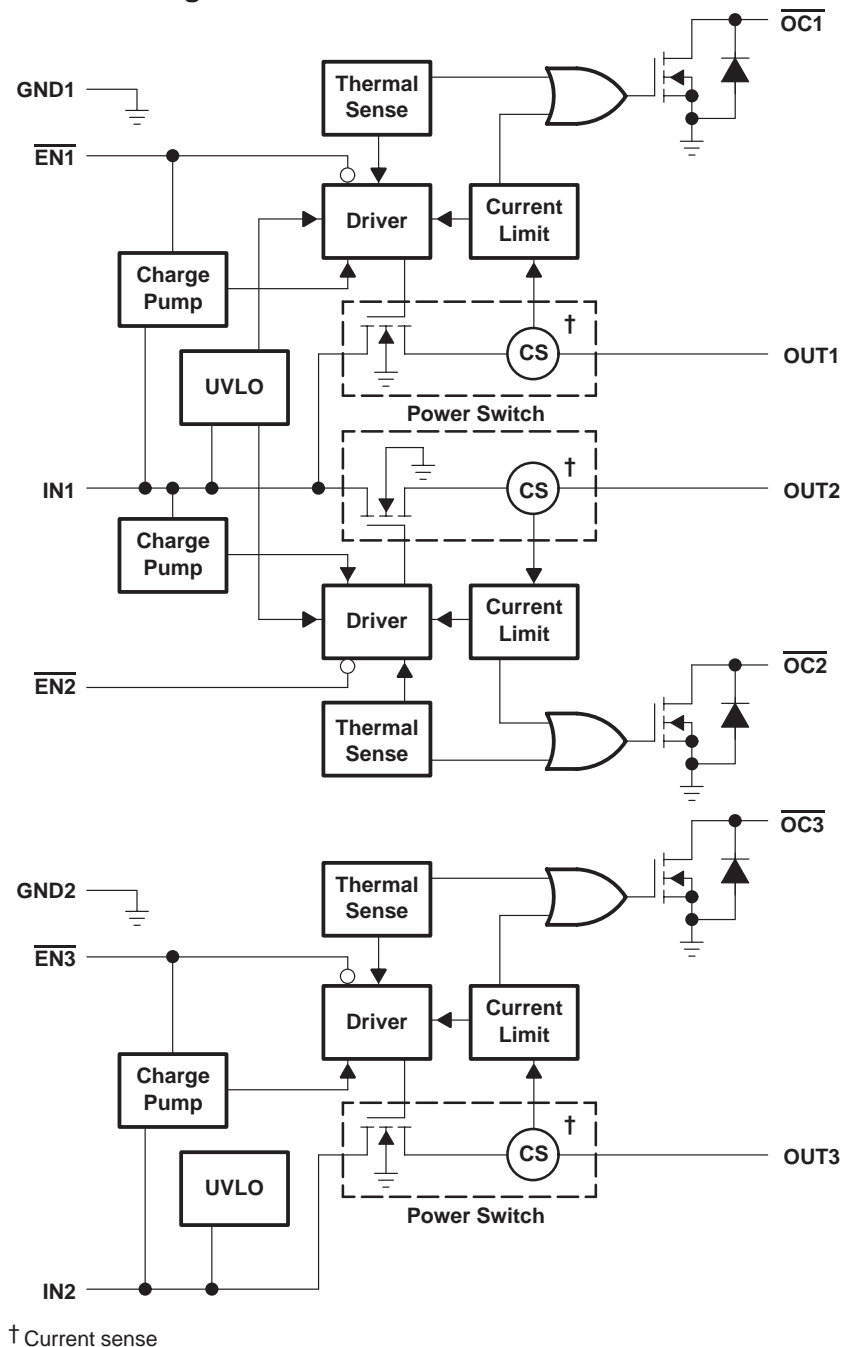 OC1
Thermal
Sense
GND1
EN1
Driver
Current
Limit
Charge
Pump
†
CS
OUT1
UVLO
Power Switch
†
IN1
CS
OUT2
Charge
Pump
Driver
Current
Limit
OC2
EN2
Thermal
Sense
OC3
Thermal
Sense
GND2
EN3
Driver
Current
Limit
Charge
Pump
†
CS
OUT3
UVLO
Power Switch
IN2
† Current sense